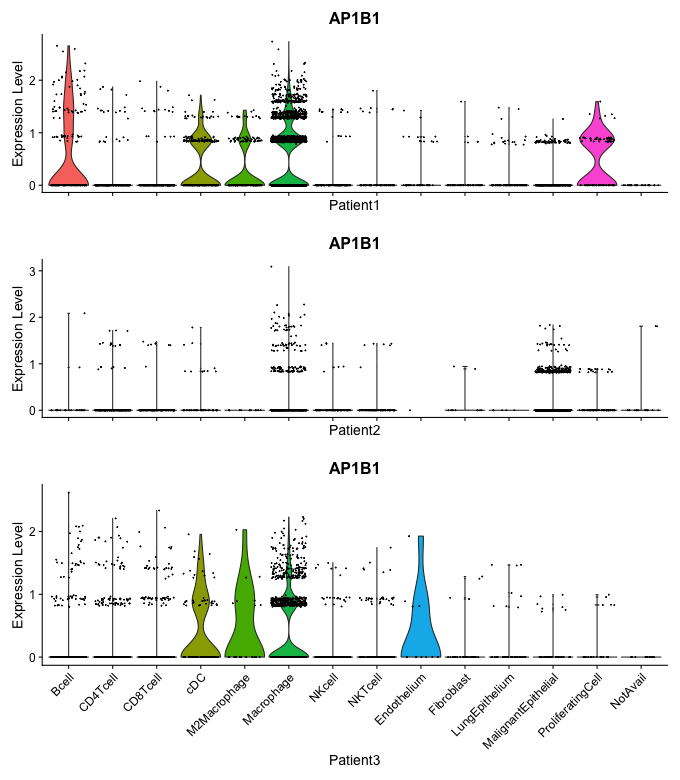 AP1B1
Expression Level
2
1
0
Patient1
AP1B1
Expression Level
3
2
1
0
Patient2
AP1B1
Expression Level
2
1
0
Bcell
CD4Tcell
CD8Tcell
cDC
M2Macrophage
Macrophage
NKcell
NKTcell
Endothelium
Fibroblast
LungEpithelium
MalignantEpithelial
ProliferatingCell
NotAvail
Patient3